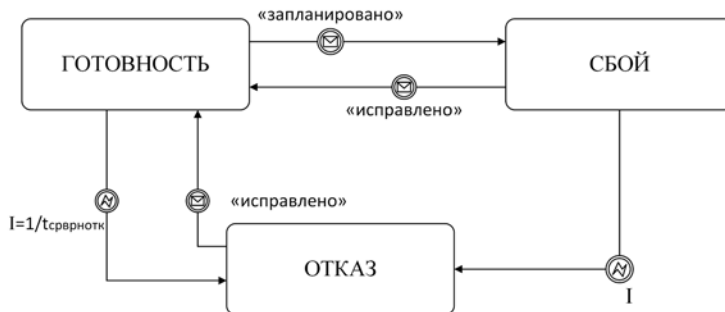 «запланировано»
ГОТОВНОСТЬ
СБОЙ
«исправлено»
I=1/tсрврнотк
«исправлено»
ОТКАЗ
I